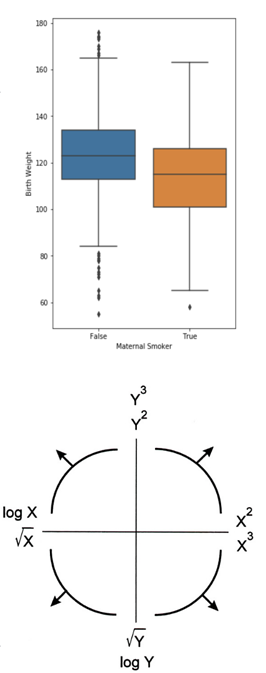 180
160
140
120
100
80
60
Birth Weight
False True
Maternal Smoker
Y³
Y²
log X
√X
X²
X³
√Y
log Y